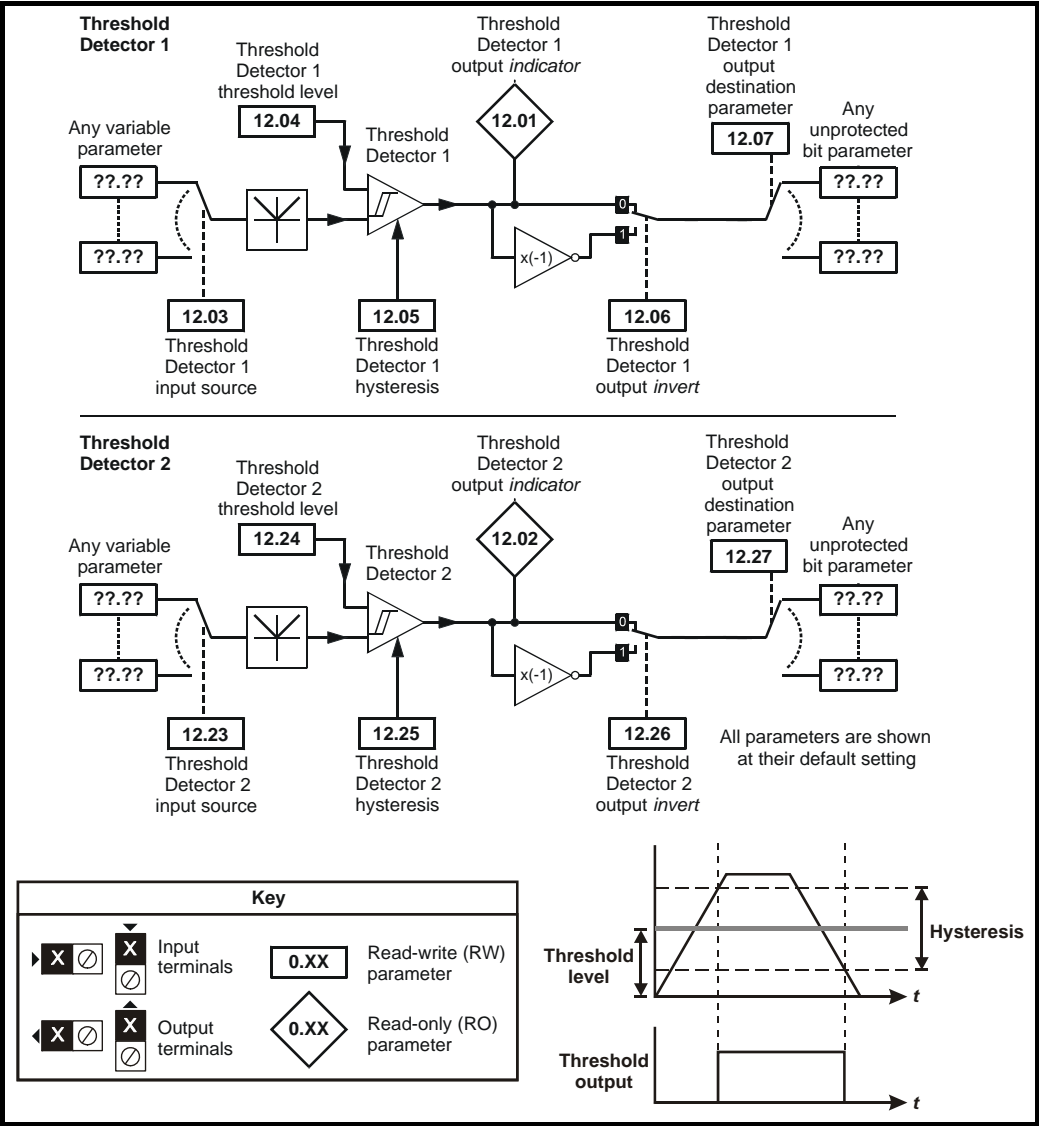 Threshold
Detector 1
Threshold
Detector 1
threshold level
12.04
Threshold
Detector 1
output indicator
12.01
Threshold
Detector 1
output
destination
parameter
12.07
Any variable
parameter
??.??
??.??
Threshold
Detector 1
Any
unprotected
bit parameter
??.??
??.??
0
1
x(-1)
12.03
Threshold
Detector 1
input source
12.05
Threshold
Detector 1
hysteresis
12.06
Threshold
Detector 1
output invert
Threshold
Detector 2
Threshold
Detector 2
threshold level
12.24
Threshold
Detector 2
output indicator
12.02
Threshold
Detector 2
output
destination
parameter
12.27
Any variable
parameter
??.??
??.??
Threshold
Detector 2
Any
unprotected
bit parameter
??.??
??.??
0
1
x(-1)
12.23
Threshold
Detector 2
input source
12.25
Threshold
Detector 2
hysteresis
12.26
Threshold
Detector 2
output invert
All parameters are shown
at their default setting
Key
X
X
Input
terminals
0.XX
Read-write (RW)
parameter
X
X
Output
terminals
0.XX
Read-only (RO)
parameter
Threshold
level
Hysteresis
t
Threshold
output
t